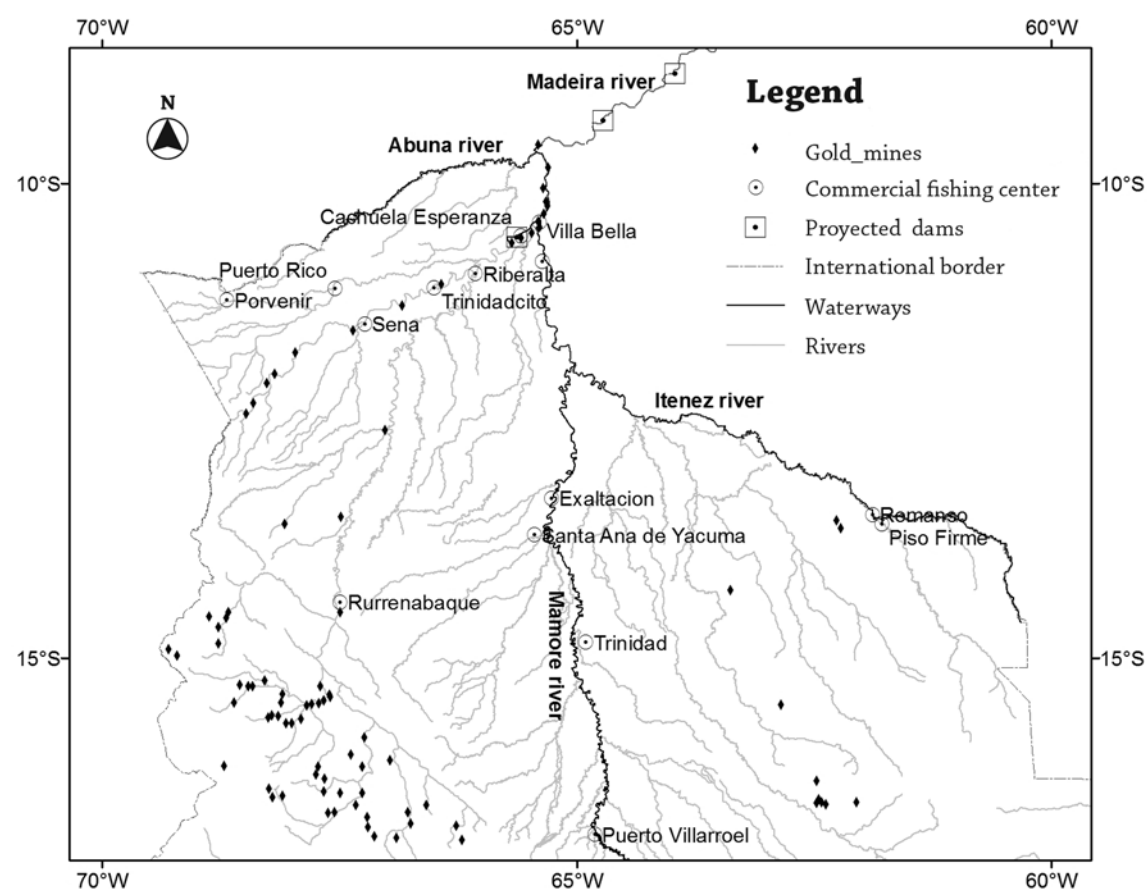 70°W
65°W
60°W
Madeira river
Legend
N
Abuna river
Gold_mines
10°S
10°S
Commercial fishing center
Cachuela Esperanza
Villa Bella
Proyected dams
Puerto Rico
Riberalta
International border
Porvenir
Trinidadcito
Waterways
Sena
Rivers
Itenez river
Exaltacion
Remanso
Santa Ana de Yacuma
Piso Firme
Rurrenabaque
Mamore river
Trinidad
15°S
15°S
Puerto Villarroel
70°W
65°W
60°W